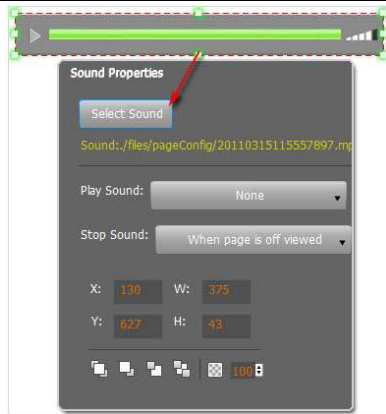 Sound Properties
Select Sound
Sound:./files/pageConfig/20110315115557897.mp
Play Sound: None
Stop Sound: When page is off viewed
X: 130 W: 375
Y: 627 H: 43
100